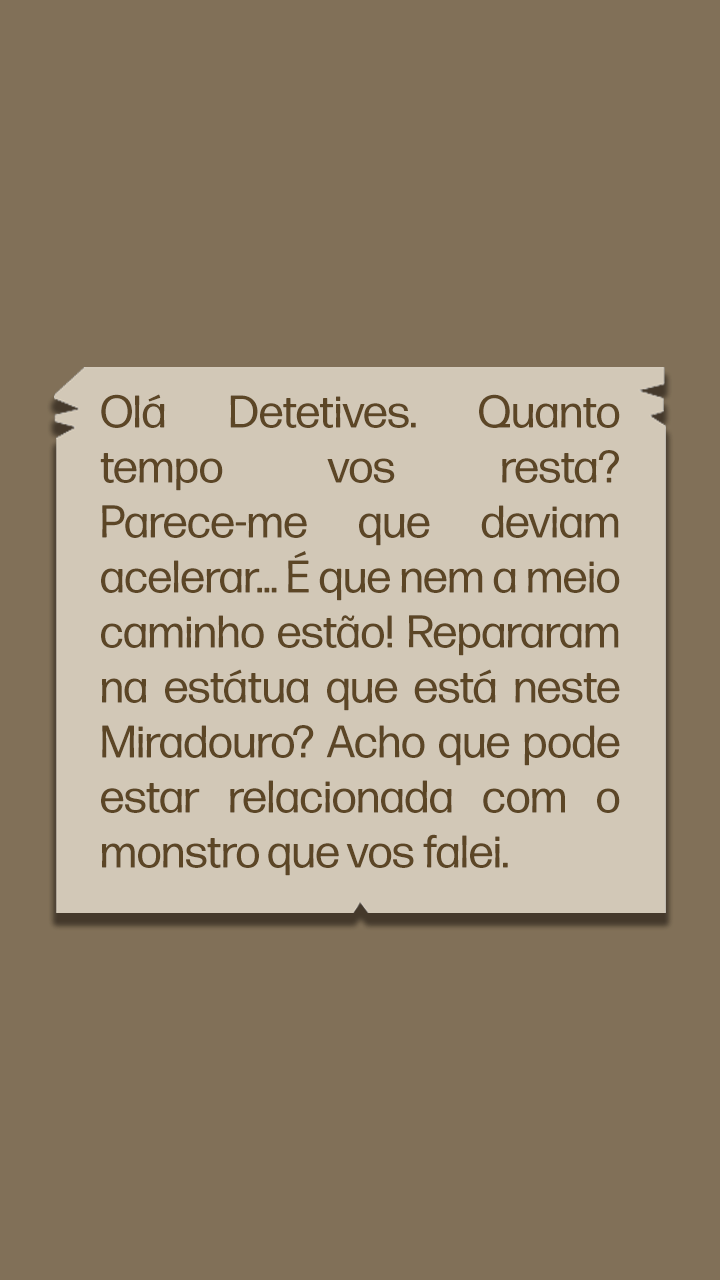 Olá Detetives. Quanto
tempo vos resta?
Parece-me que deviam
acelerar... É que nem a meio
caminho estão! Repararam
na estátua que está neste
Miradouro? Acho que pode
estar relacionada com o
monstro que vos falei.